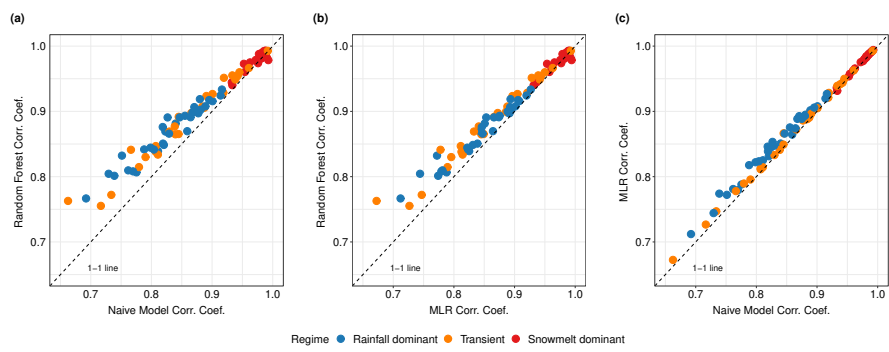 (a)
Random Forest Corr. Coef.
1.0
0.9
0.8
0.7
1−1 line
0.7 0.8 0.9 1.0
Naive Model Corr. Coef.
(b)
Random Forest Corr. Coef.
1.0
0.9
0.8
0.7
1−1 line
0.7 0.8 0.9 1.0
MLR Corr. Coef.
(c)
MLR Corr. Coef.
1.0
0.9
0.8
0.7
1−1 line
0.7 0.8 0.9 1.0
Naive Model Corr. Coef.
Regime Rainfall dominant Transient Snowmelt dominant